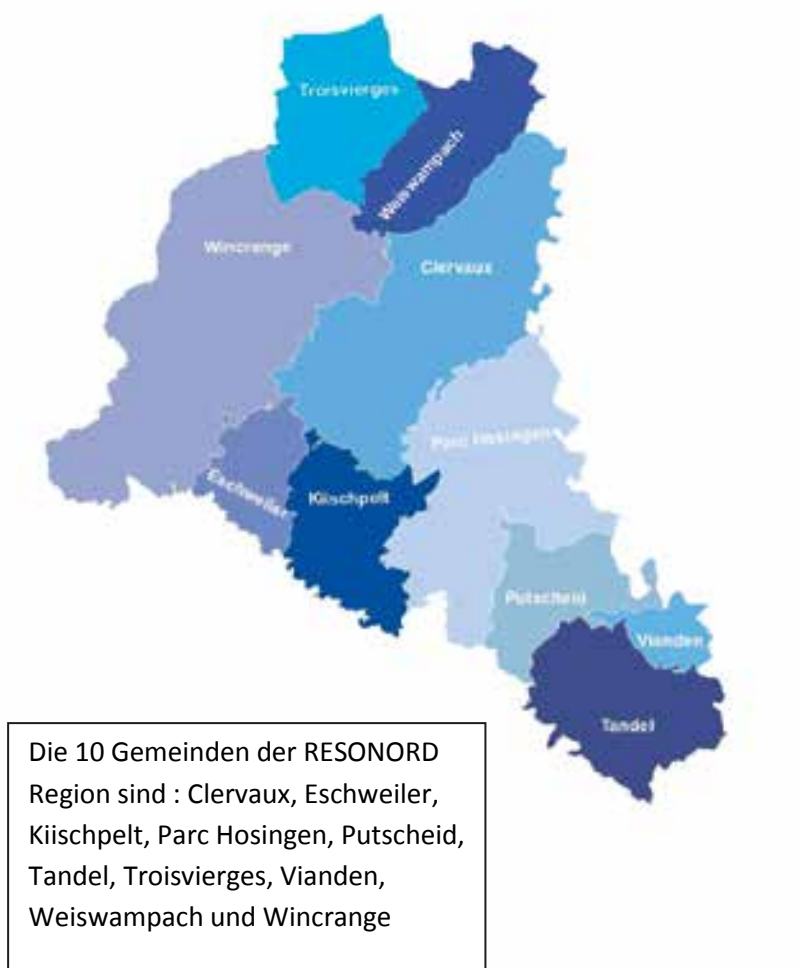 Troisvierges
Weiswampach
Wincrange
Clervaux
Parc Hosingen
Eschweiler
Kiischpelt
Putscheid
Vianden
Tandel
Die 10 Gemeinden der RESONORD
Region sind : Clervaux, Eschweiler,
Kiischpelt, Parc Hosingen, Putscheid,
Tandel, Troisvierges, Vianden,
Weiswampach und Wincrange